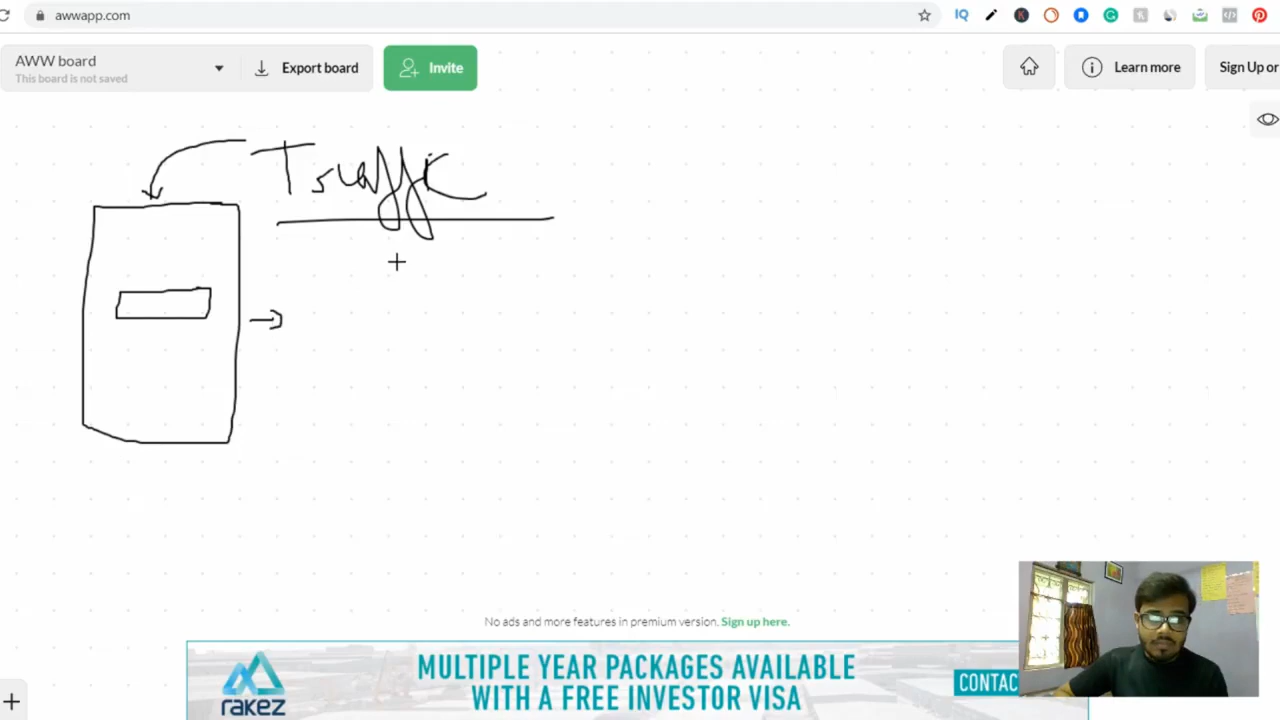 awwapp.com
IQ
K
AWW board
This board is not saved
Export board
Invite
Learn more
Sign Up or
Traffic
No ads and more features in premium version. Sign up here.
rakez
MULTIPLE YEAR PACKAGES AVAILABLE
WITH A FREE INVESTOR VISA
CONTAC